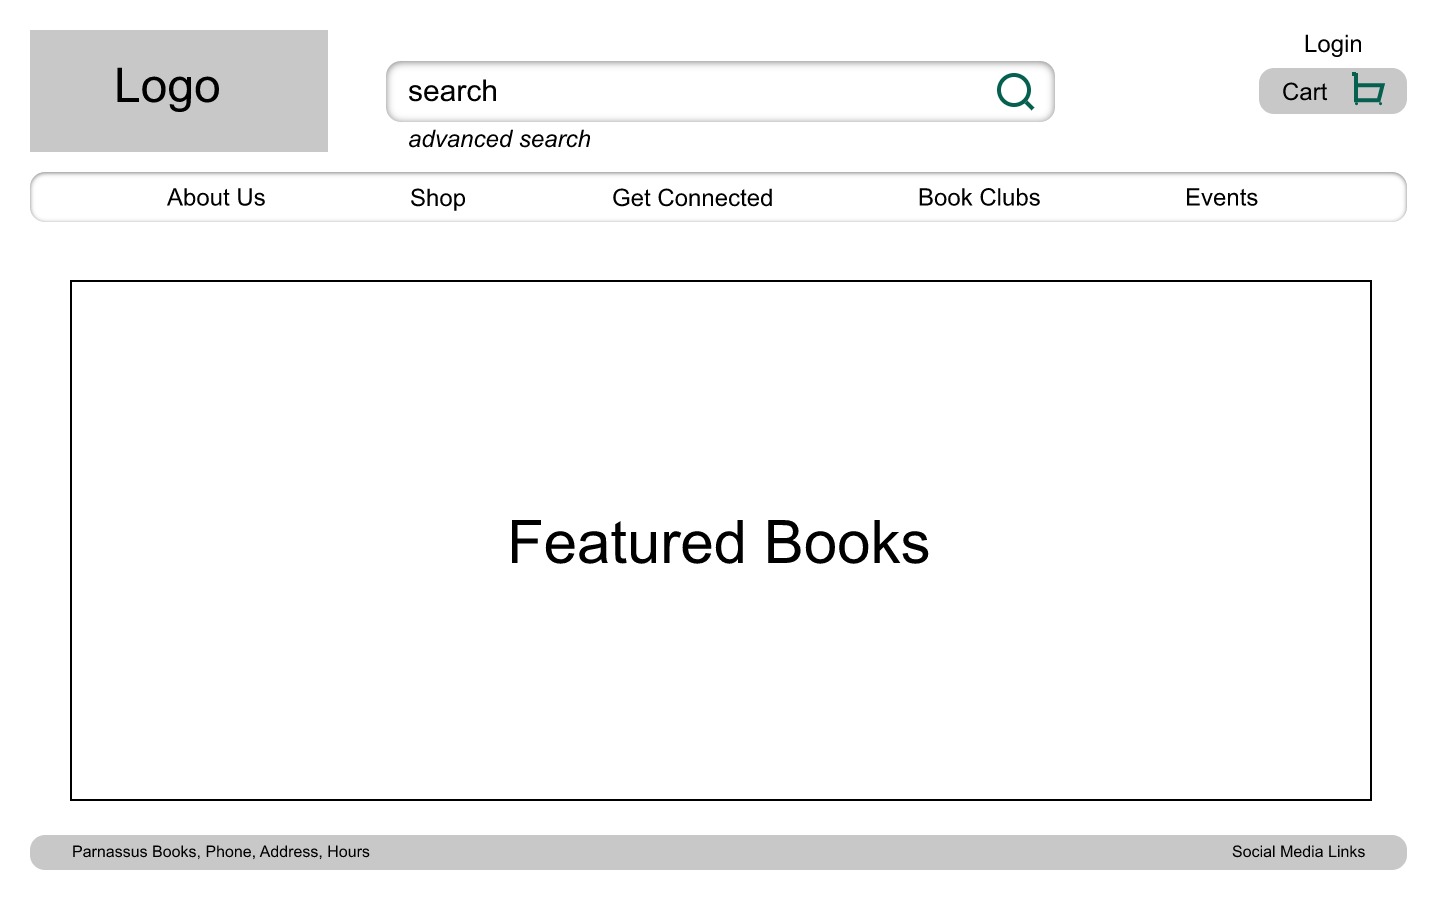 Logo
search
advanced search
Login
Cart
About Us Shop Get Connected Book Clubs Events
Featured Books
Parnassus Books, Phone, Address, Hours Social Media Links